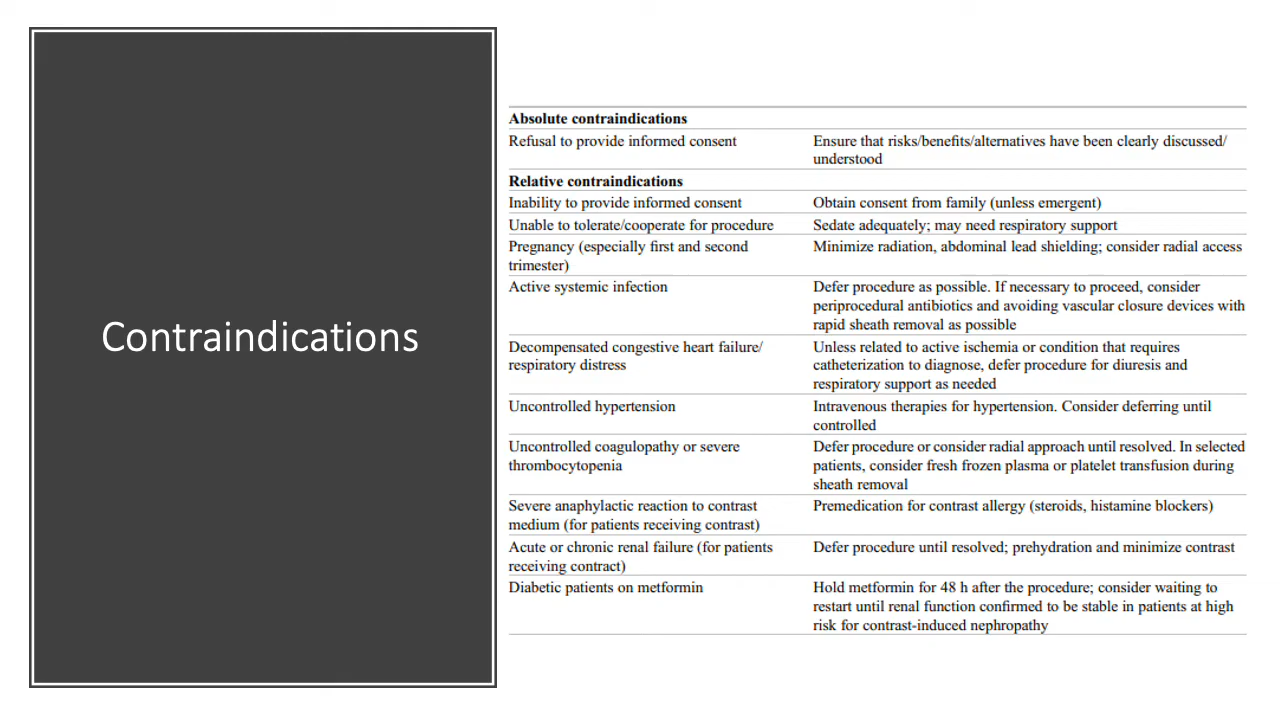 Contraindications
Absolute contraindications
Refusal to provide informed consent
Ensure that risks/benefits/alternatives have been clearly discussed/
understood
Relative contraindications
Inability to provide informed consent
Obtain consent from family (unless emergent)
Unable to tolerate/cooperate for procedure
Sedate adequately; may need respiratory support
Pregnancy (especially first and second
trimester)
Minimize radiation, abdominal lead shielding; consider radial access
Active systemic infection
Defer procedure as possible. If necessary to proceed, consider
periprocedural antibiotics and avoiding vascular closure devices with
rapid sheath removal as possible
Decompensated congestive heart failure/
respiratory distress
Unless related to active ischemia or condition that requires
catheterization to diagnose, defer procedure for diuresis and
respiratory support as needed
Uncontrolled hypertension
Intravenous therapies for hypertension. Consider deferring until
controlled
Uncontrolled coagulopathy or severe
thrombocytopenia
Defer procedure or consider radial approach until resolved. In selected
patients, consider fresh frozen plasma or platelet transfusion during
sheath removal
Severe anaphylactic reaction to contrast
medium (for patients receiving contrast)
Premedication for contrast allergy (steroids, histamine blockers)
Acute or chronic renal failure (for patients
receiving contract)
Defer procedure until resolved; prehydration and minimize contrast
Diabetic patients on metformin
Hold metformin for 48 h after the procedure; consider waiting to
restart until renal function confirmed to be stable in patients at high
risk for contrast-induced nephropathy